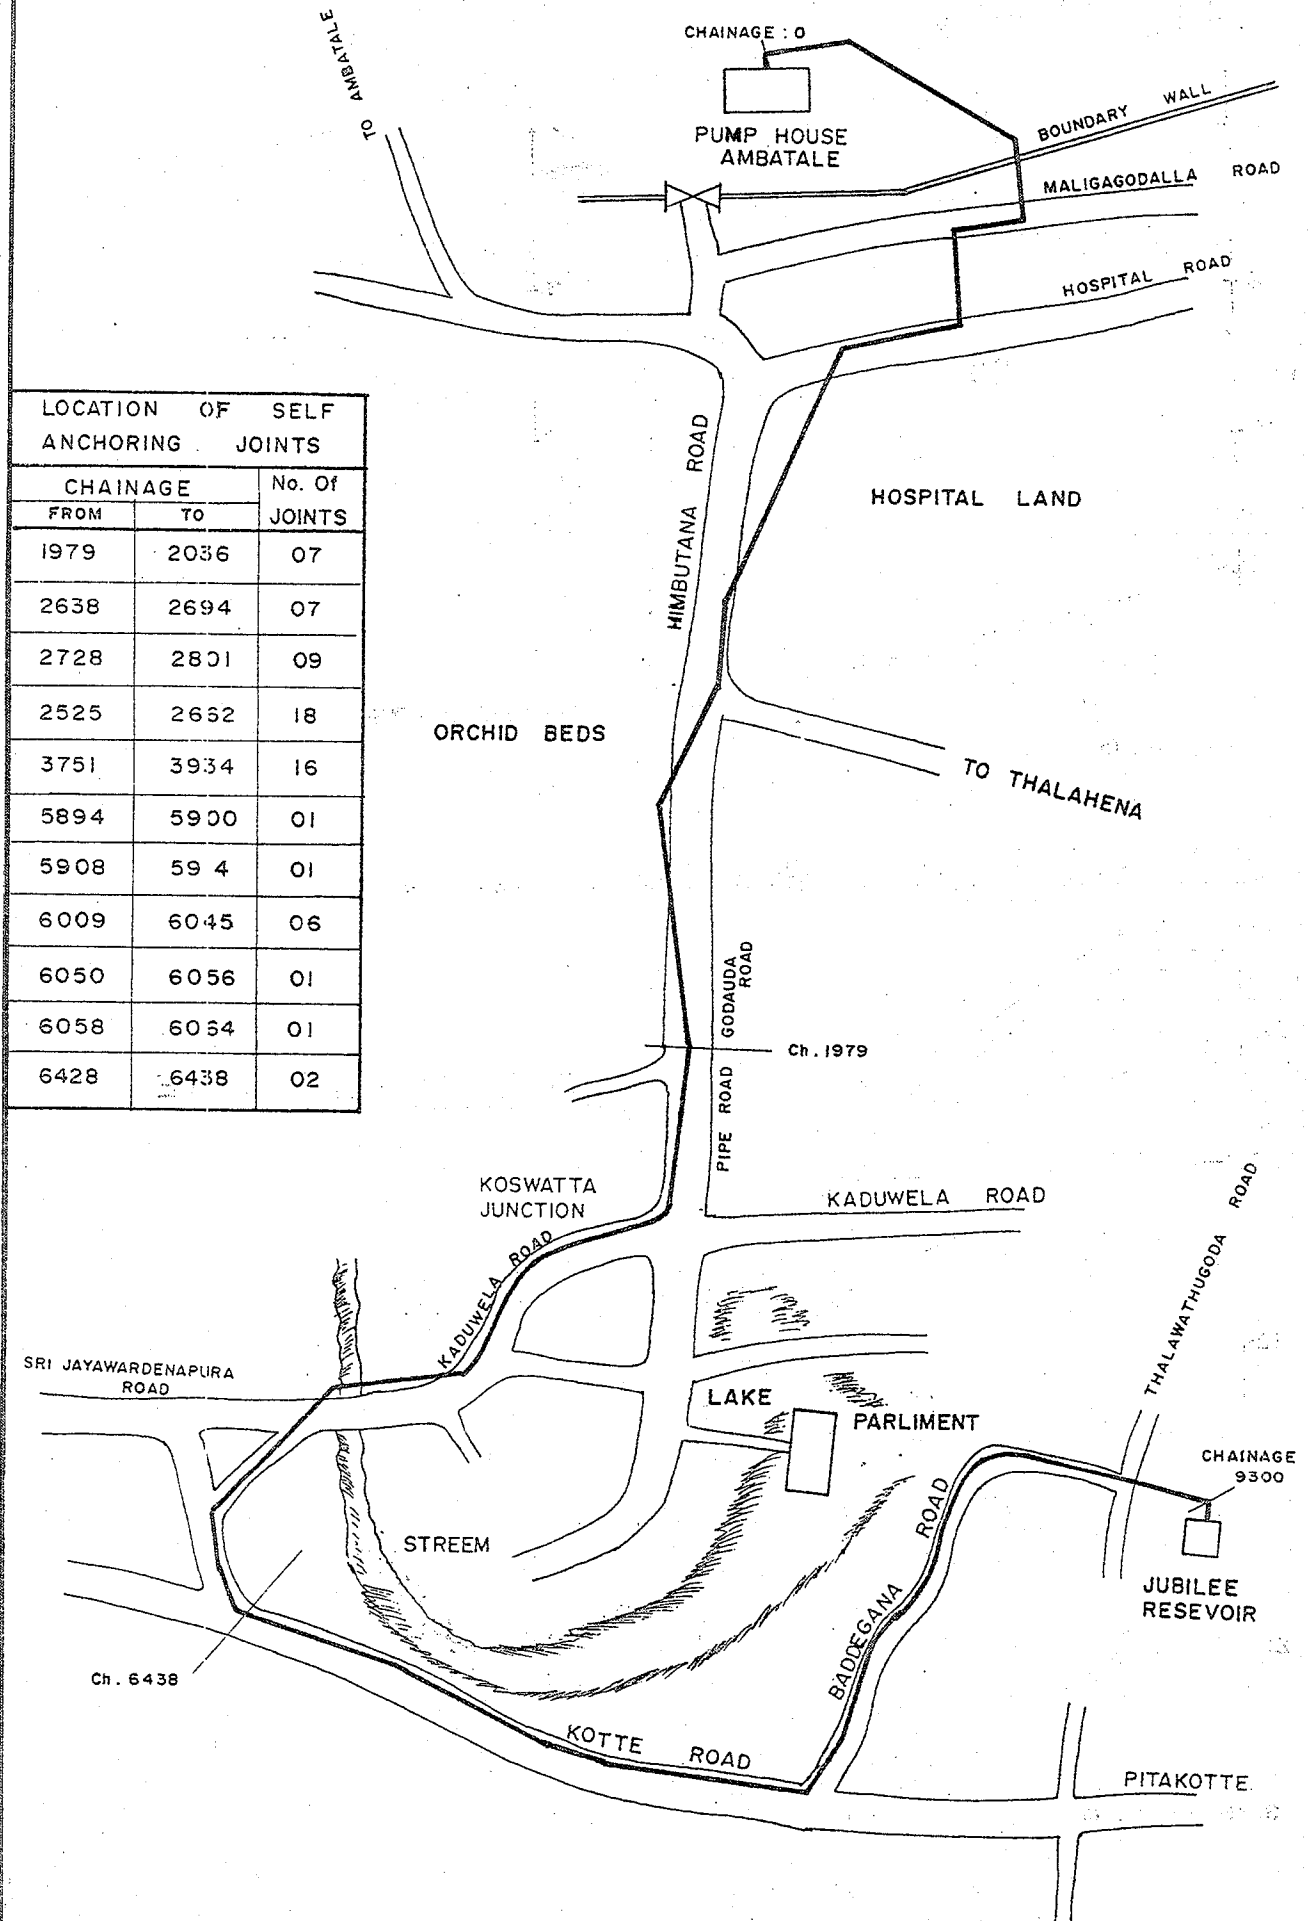 TO AMBATALE
CHAINAGE : 0
PUMP HOUSE
AMBATALE
BOUNDARY WALL
MALIGAGODALLA ROAD
HOSPITAL ROAD
LOCATION OF SELF
ANCHORING JOINTS
CHAINAGE No. Of
FROM TO JOINTS
1979 2036 07
2638 2694 07
2728 2801 09
2525 2662 18
3751 3934 16
5894 5900 01
5908 59 4 01
6009 6045 06
6050 6056 01
6058 6064 01
6428 6438 02
HIMBUTANA ROAD
HOSPITAL LAND
ORCHID BEDS
TO THALAHENA
GODAUDA
ROAD
PIPE ROAD
Ch. 1979
KOSWATTA
JUNCTION
KADUWELA ROAD
KADUWELA ROAD
THALAWATHUGODA ROAD
SRI JAYAWARDENAPURA
ROAD
LAKE
PARLIMENT
CHAINAGE
9300
STREEM
BADDEGANA ROAD
JUBILEE
RESEVOIR
Ch. 6438
KOTTE ROAD
PITAKOTTE